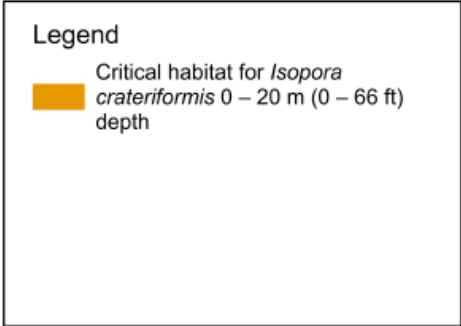 Legend
Critical habitat for Isopora
crateriformis 0 – 20 m (0 – 66 ft)
depth